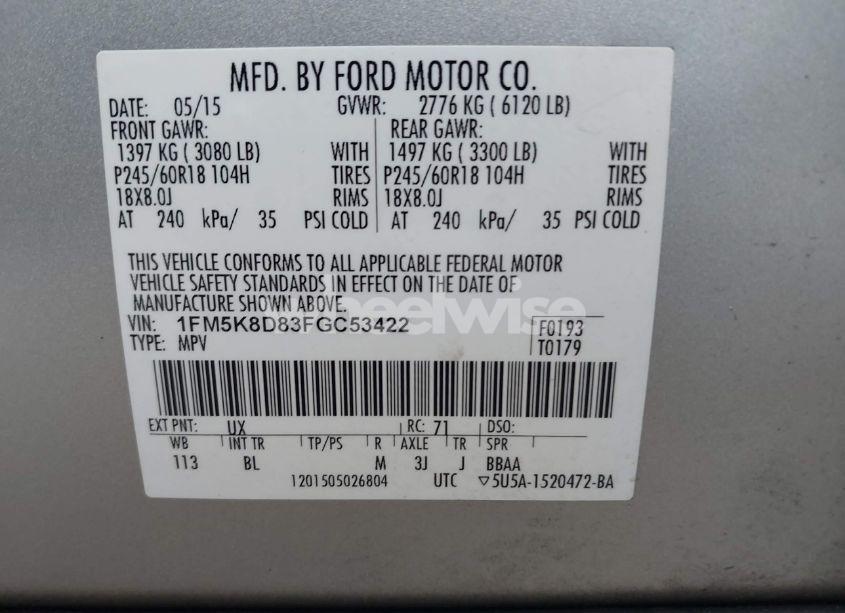 MFD. BY FORD MOTOR CO.
DATE: 05/15 GVWR: 2776 KG ( 6120 LB)
FRONT GAWR: REAR GAWR:
1397 KG ( 3080 LB) WITH 1497 KG ( 3300 LB) WITH
P245/60R18 104H TIRES P245/60R18 104H TIRES
18X8.0J RIMS 18X8.0J RIMS
AT 240 kPa/ 35 PSI COLD AT 240 kPa/ 35 PSI COLD
THIS VEHICLE CONFORMS TO ALL APPLICABLE FEDERAL MOTOR
VEHICLE SAFETY STANDARDS IN EFFECT ON THE DATE OF
MANUFACTURE SHOWN ABOVE.
wheelwise
VIN: 1FM5K8D83FGC53422 F0193
TYPE: MPV T0179
EXT PNT: UX RC: 71 DSO:
WB INT TR TP/PS R AXLE TR SPR
113 BL M 3J J BBAA
1201505026804 UTC ▽5U5A-1520472-BA